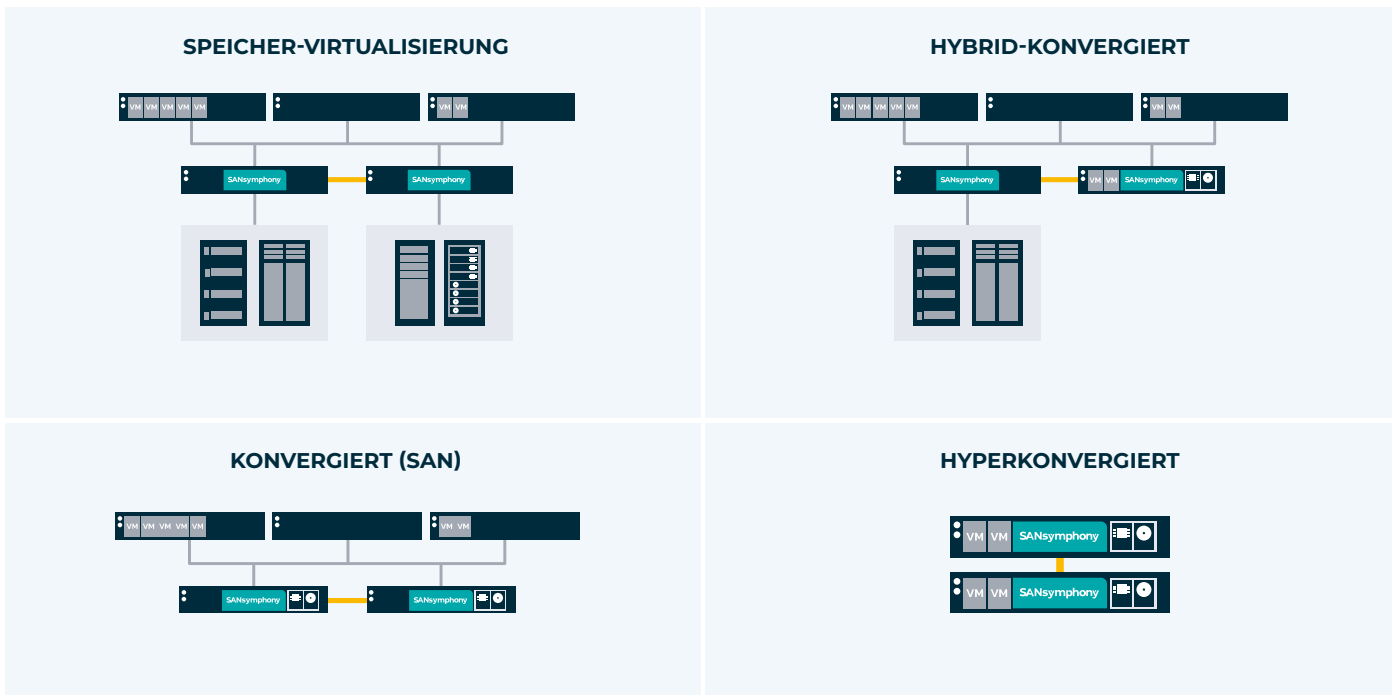 SPEICHER-VIRTUALISIERUNG
VM VM VM VM VM
VM VM
SANsymphony
SANsymphony
HYBRID-KONVERGIERT
VM VM VM VM VM
VM VM
SANsymphony
VM VM SANsymphony
KONVERGIERT (SAN)
VM VM VM VM VM
VM VM
SANsymphony
SANsymphony
HYPERKONVERGIERT
VM VM SANsymphony
VM VM SANsymphony